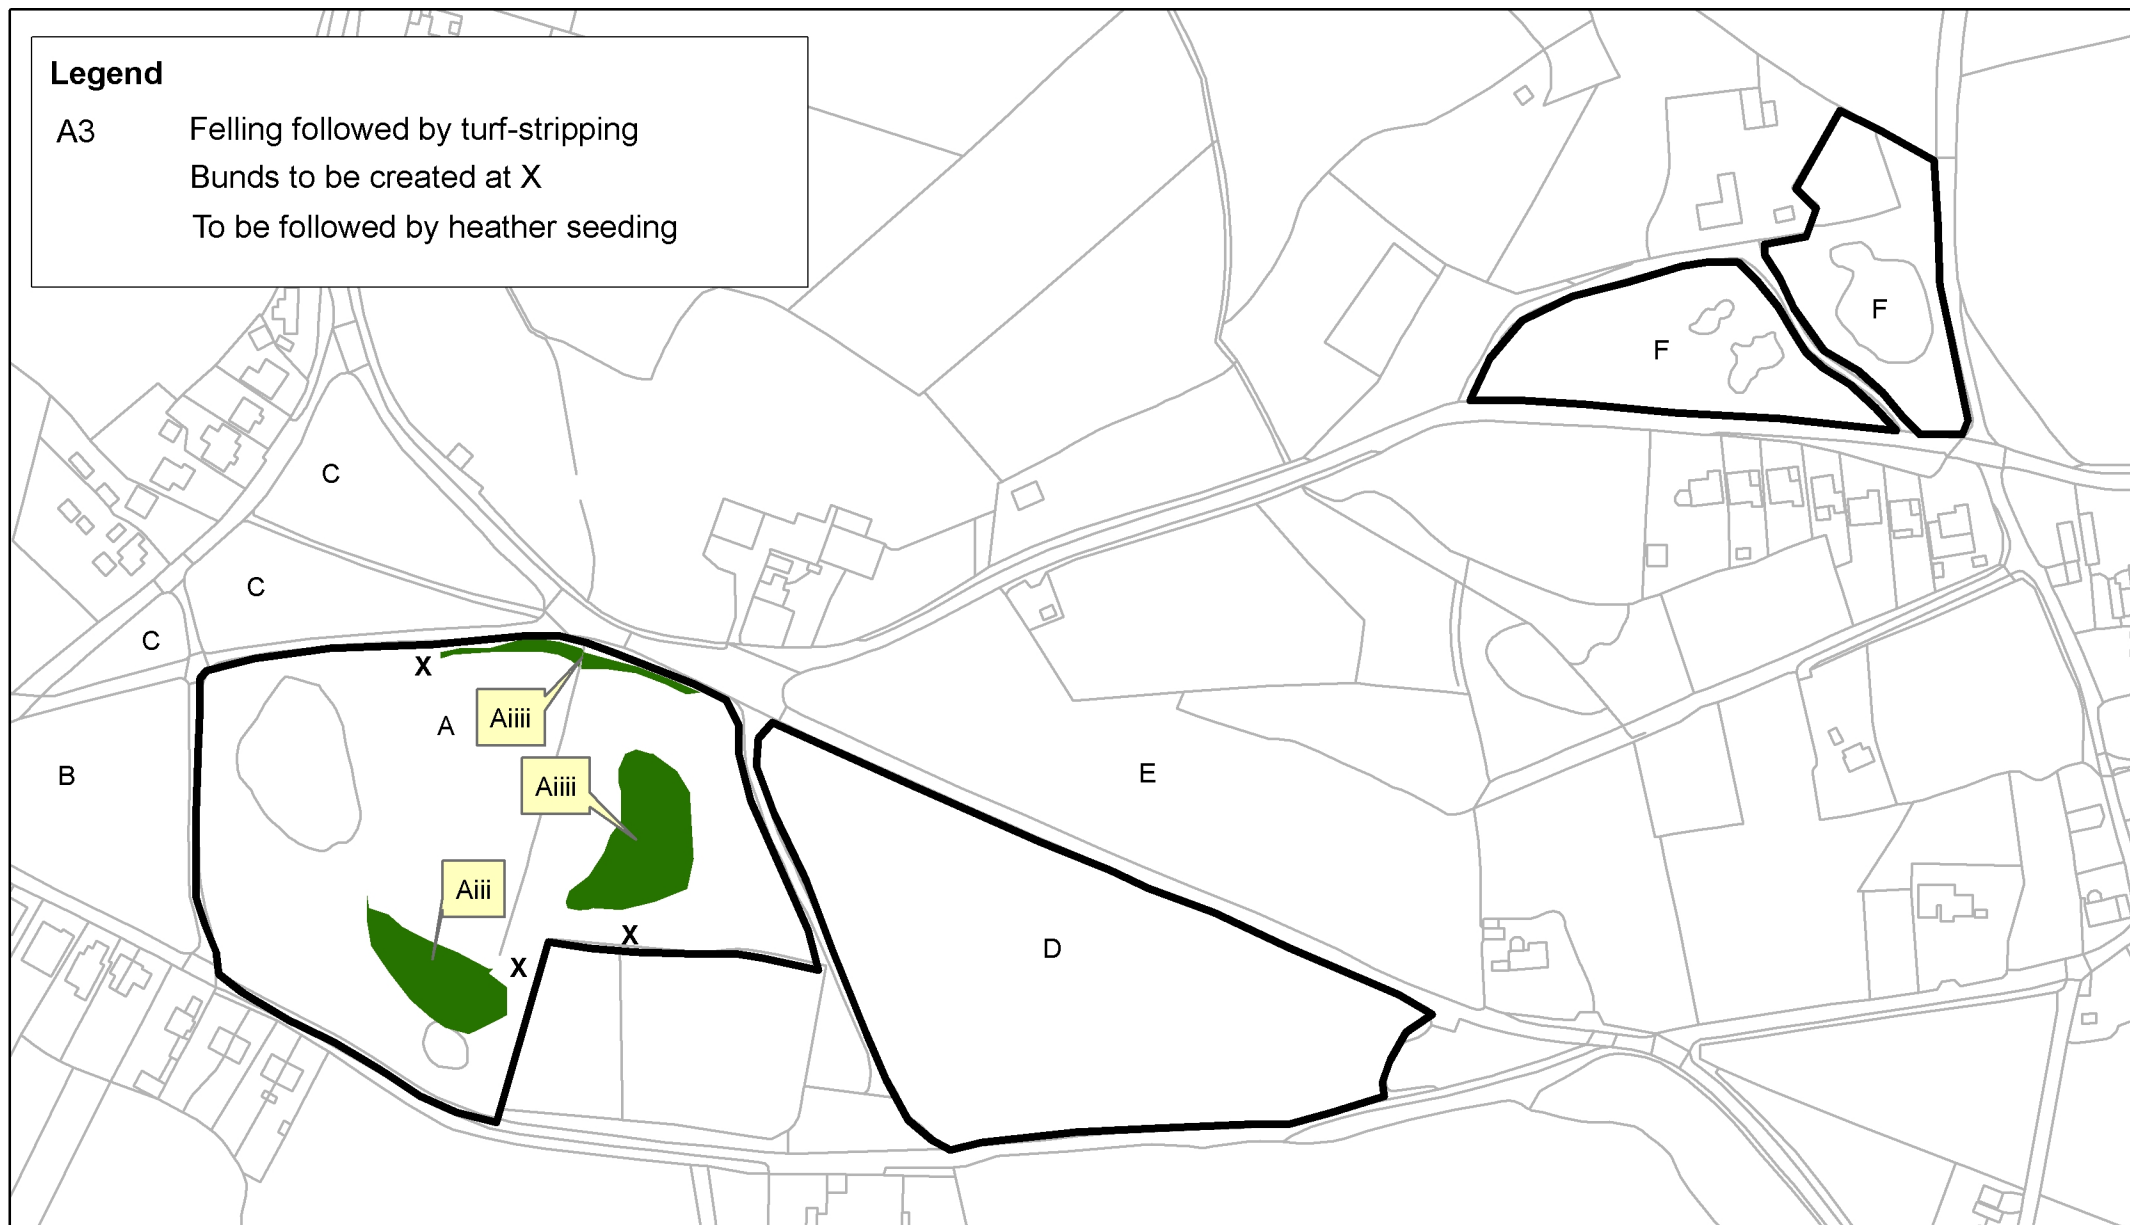 Legend
A3 Felling followed by turf-stripping
Bunds to be created at X
To be followed by heather seeding
F
F
C
C
C
X
A
Aiiii
B
Aiiii
E
Aiii
X
X
D